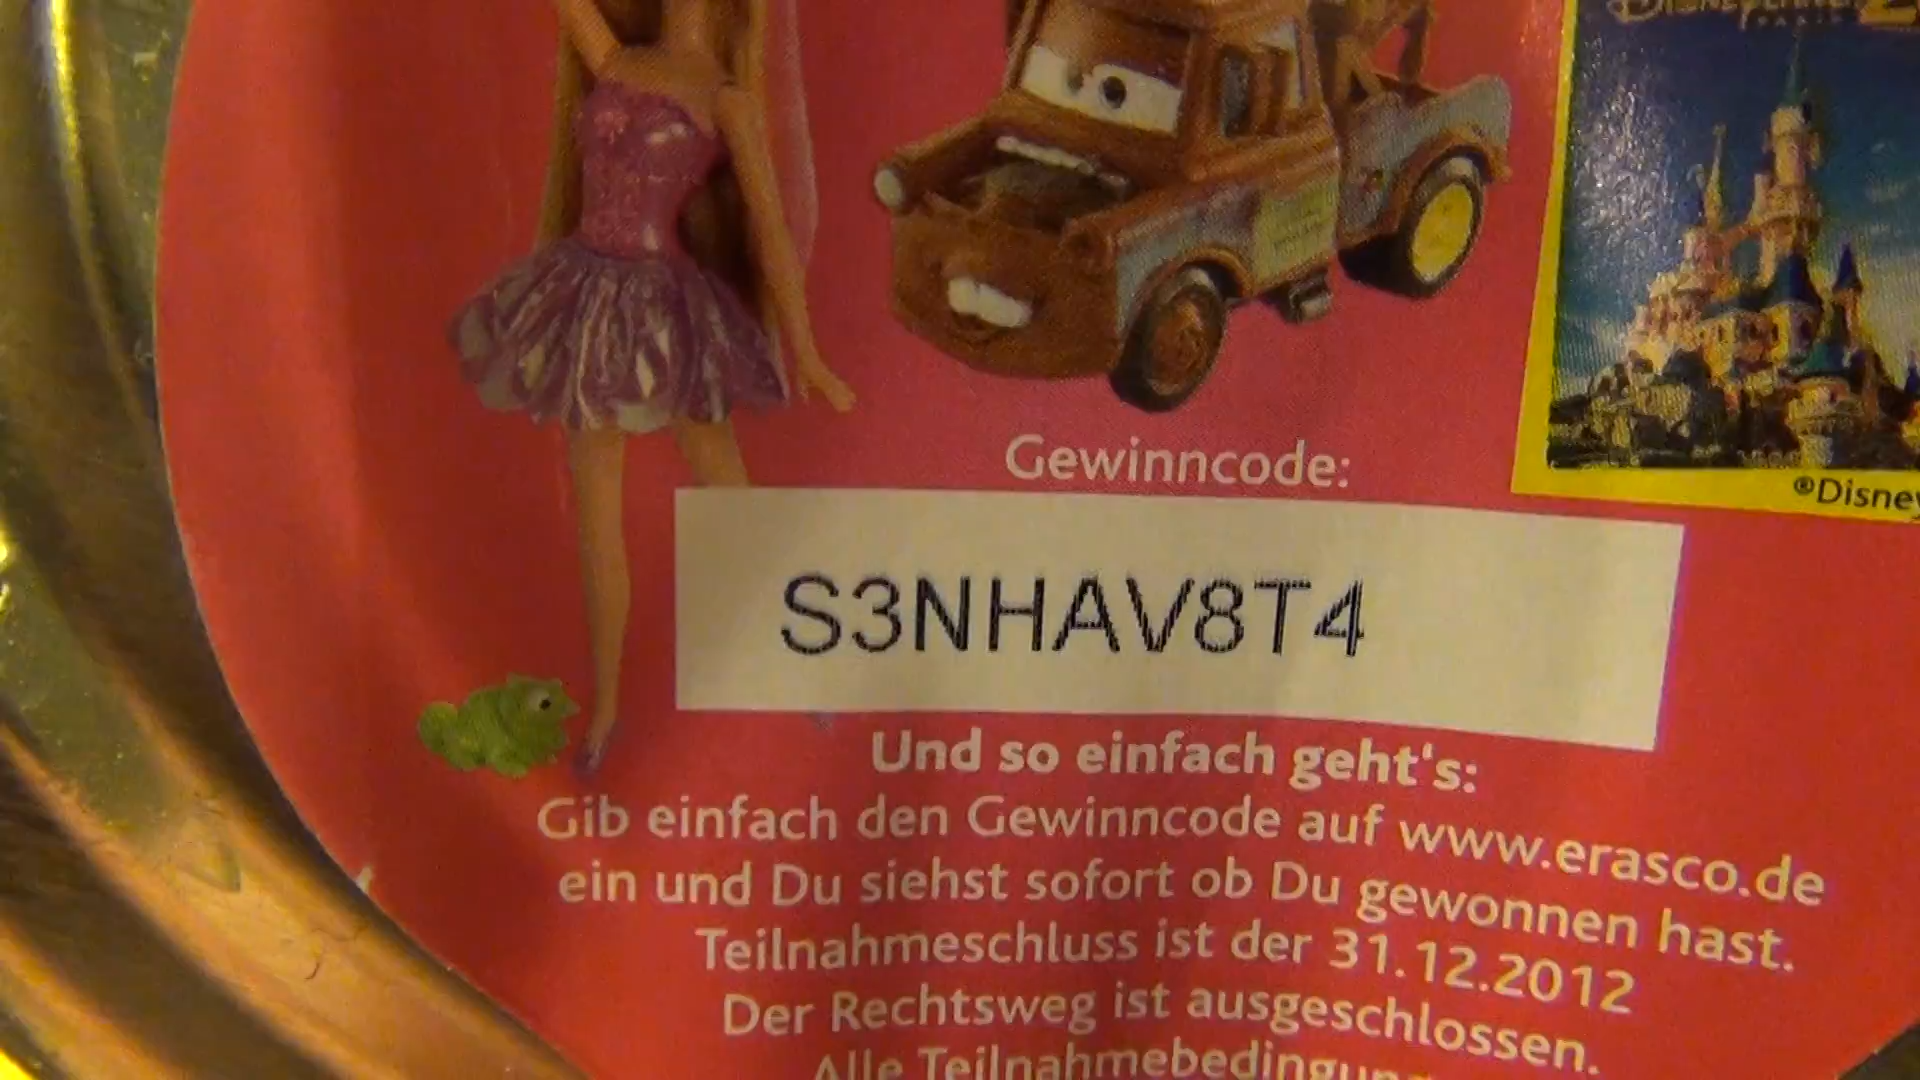 Gewinncode:
®Disney
S3NHAV8T4
Und so einfach geht's:
Gib einfach den Gewinncode auf www.erasco.de
ein und Du siehst sofort ob Du gewonnen hast.
Teilnahmeschluss ist der 31.12.2012
Der Rechtsweg ist ausgeschlossen.
Alle